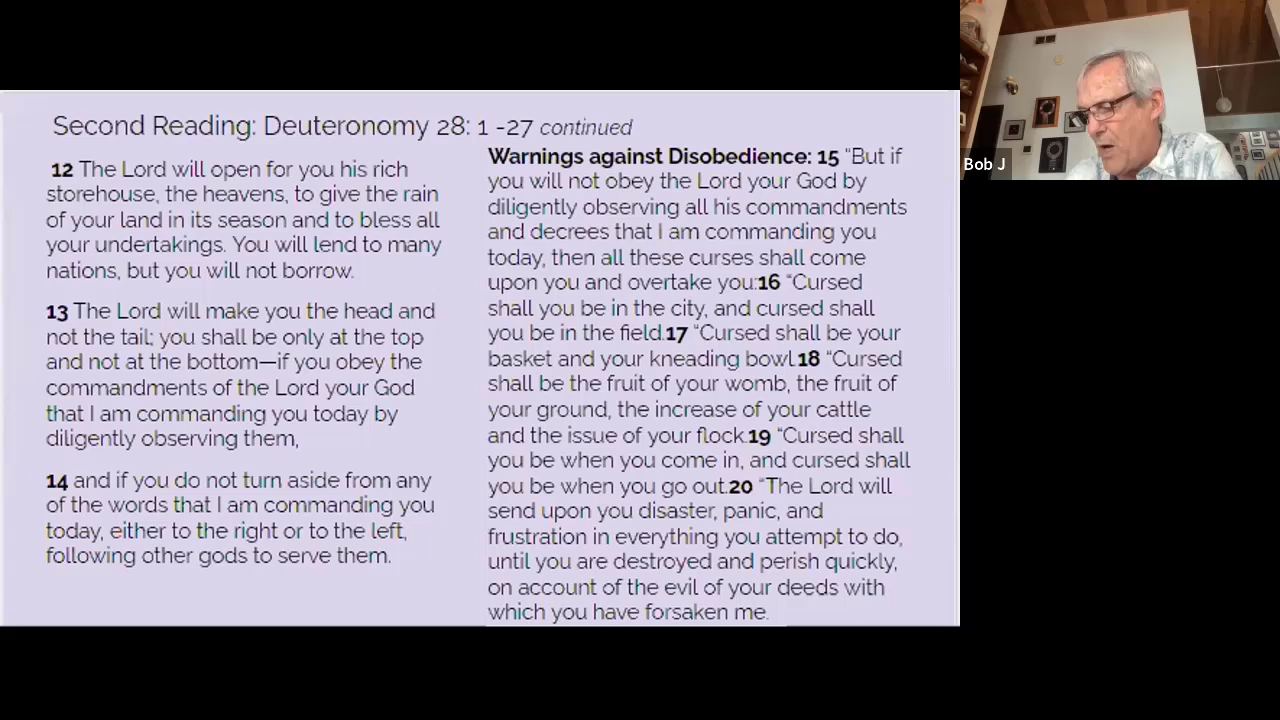 Second Reading: Deuteronomy 28: 1 -27 continued
12 The Lord will open for you his rich
storehouse, the heavens, to give the rain
of your land in its season and to bless all
your undertakings. You will lend to many
nations, but you will not borrow.
13 The Lord will make you the head and
not the tail; you shall be only at the top
and not at the bottom—if you obey the
commandments of the Lord your God
that I am commanding you today by
diligently observing them,
14 and if you do not turn aside from any
of the words that I am commanding you
today, either to the right or to the left,
following other gods to serve them.
Warnings against Disobedience: 15 “But if
you will not obey the Lord your God by
diligently observing all his commandments
and decrees that I am commanding you
today, then all these curses shall come
upon you and overtake you:16 “Cursed
shall you be in the city, and cursed shall
you be in the field.17 “Cursed shall be your
basket and your kneading bowl.18 “Cursed
shall be the fruit of your womb, the fruit of
your ground, the increase of your cattle
and the issue of your flock.19 “Cursed shall
you be when you come in, and cursed shall
you be when you go out.20 “The Lord will
send upon you disaster, panic, and
frustration in everything you attempt to do,
until you are destroyed and perish quickly,
on account of the evil of your deeds with
which you have forsaken me.
Bob J